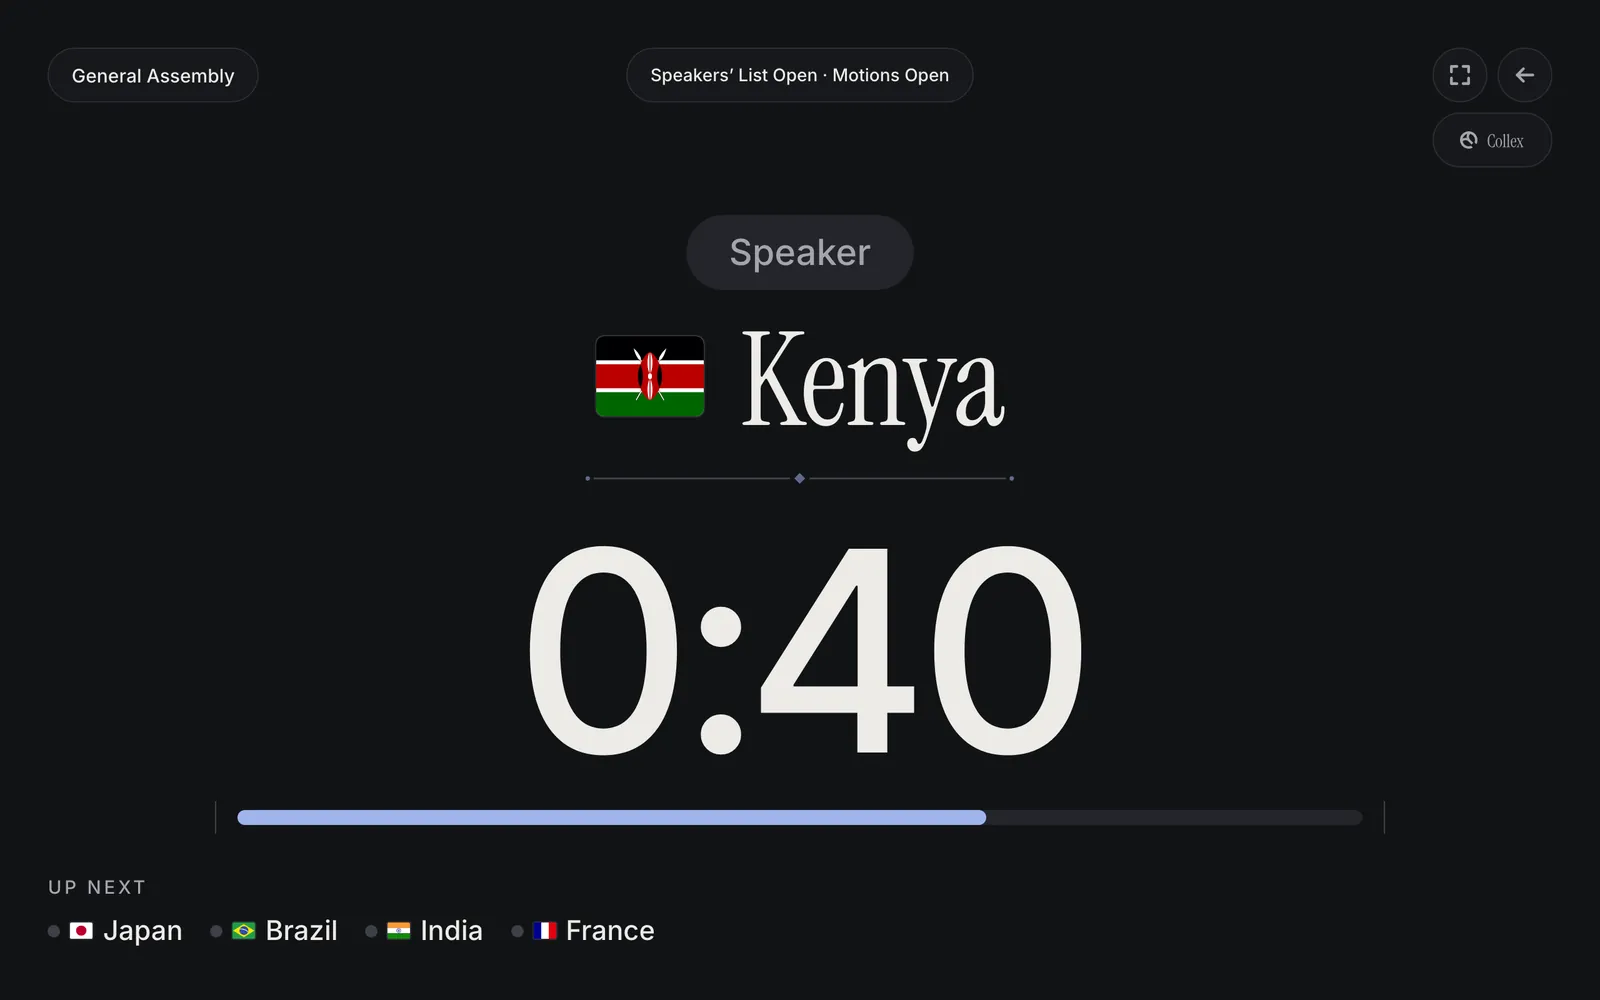 General Assembly
Speakers’ List Open · Motions Open
Collex
Speaker
Kenya
0:40
UP NEXT
Japan Brazil India France